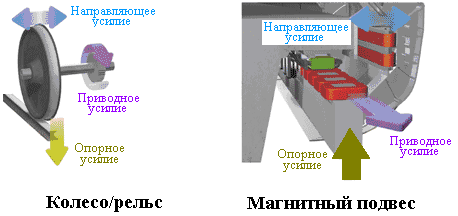 Направляющее
усилие
Приводное
усилие
Опорное
усилие
Колесо/рельс
Направляющее
усилие
Опорное
усилие
Приводное
усилие
Магнитный подвес